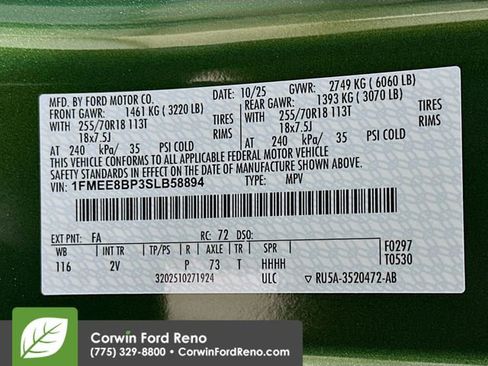 MFD. BY FORD MOTOR CO. 10/25 GVWR: 2749 KG ( 6060 LB)
FRONT GAWR: 1461 KG ( 3220 LB) REAR GAWR: 1393 KG ( 3070 LB)
WITH 255/70R18 113T TIRES WITH 255/70R18 113T TIRES
18x7.5J RIMS 18x7.5J RIMS
AT 240 kPa/ 35 PSI COLD AT 240 kPa/ 35 PSI COLD
THIS VEHICLE CONFORMS TO ALL APPLICABLE FEDERAL MOTOR VEHICLE
SAFETY STANDARDS IN EFFECT ON THE DATE OF MANUFACTURE SHOWN ABOVE.
VIN: 1FMEE8BP3SLB58894 TYPE: MPV
EXT PNT: FA RC: 72 DSO: F0297
WB INT TR TP/PS R AXLE TR SPR T0530
116 2V P 73 T HHHH
3202510271924 ULC RU5A-3520472-AB
Corwin Ford Reno
(775) 329-8800 • CorwinFordReno.com